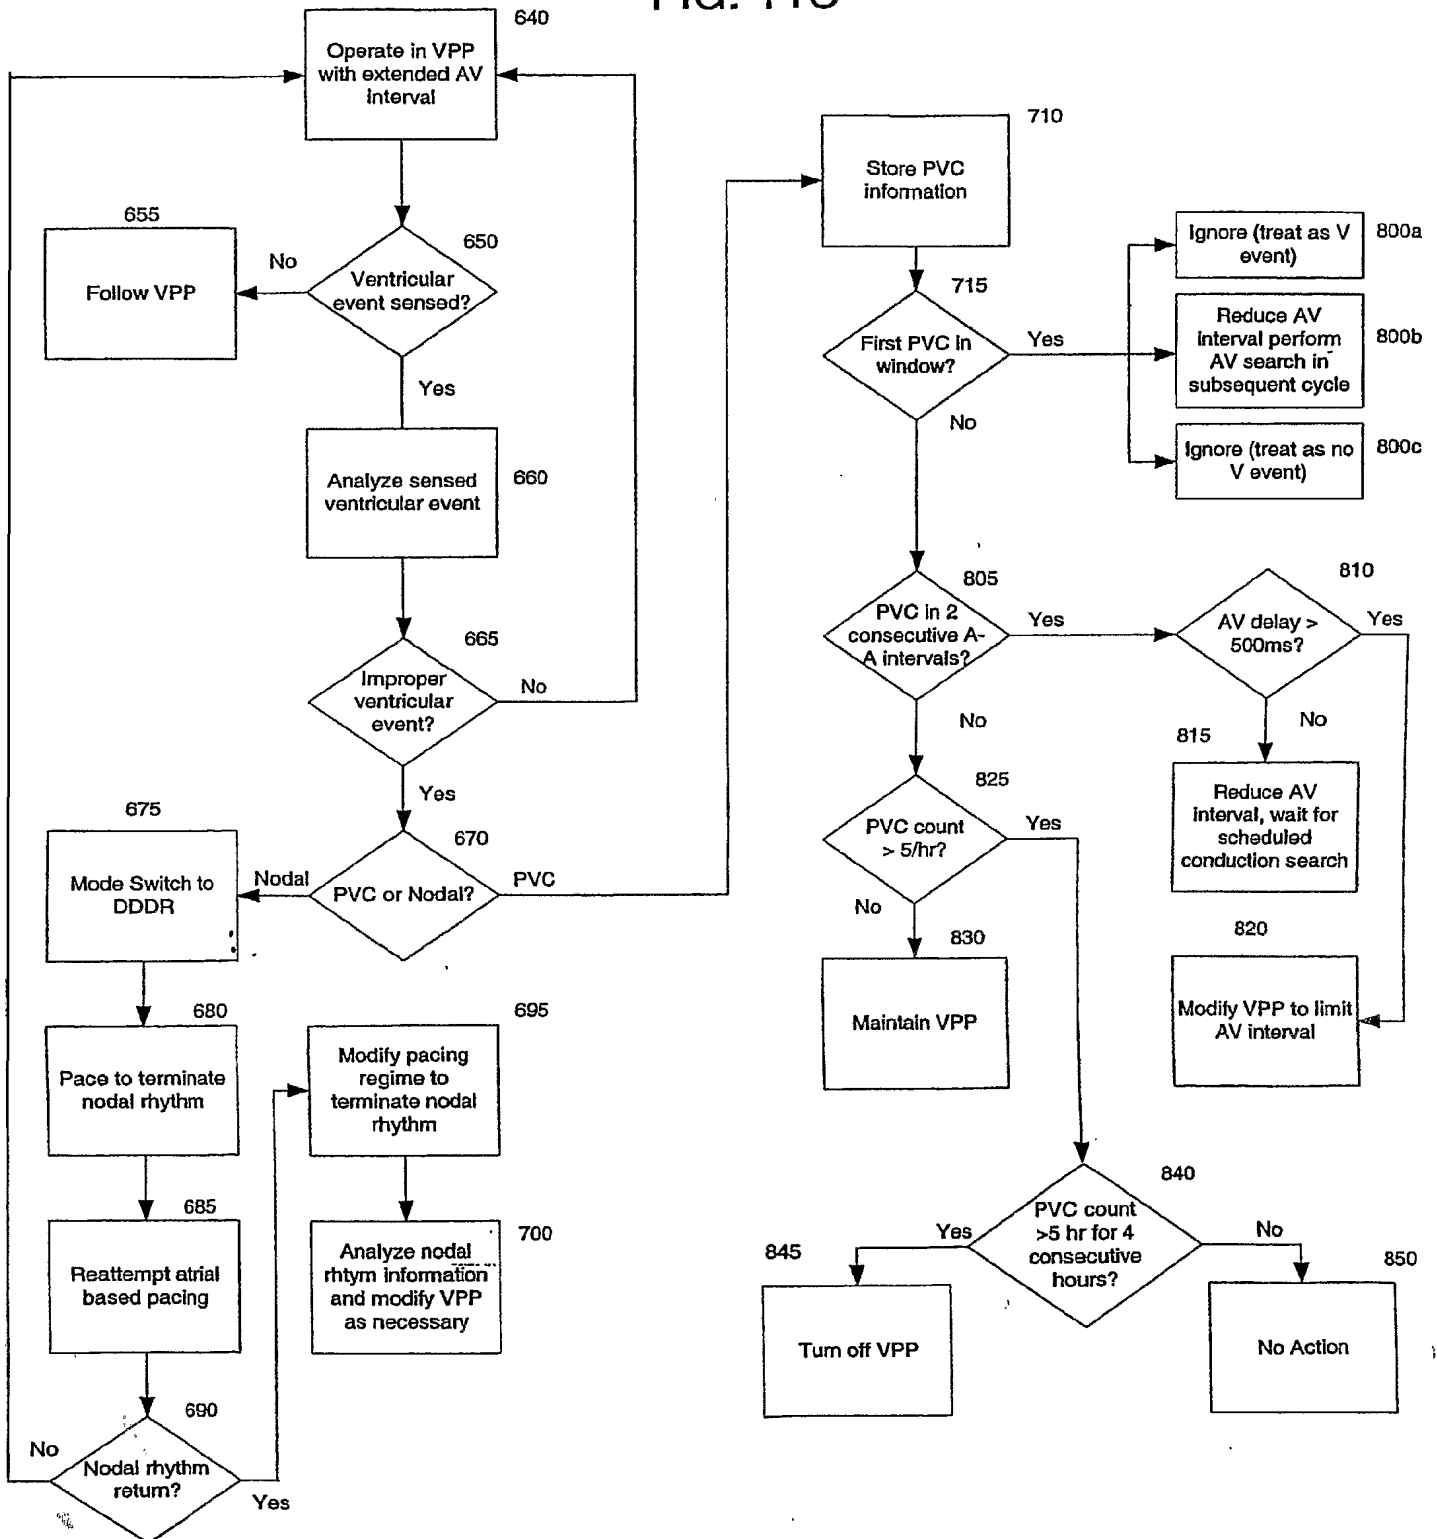 640
Operate in VPP
with extended AV
interval
655
650
No
Follow VPP
Ventricular
event sensed?
Yes
660
Analyze sensed
ventricular event
665
Improper
ventricular
event?
No
Yes
675
670
Mode Switch to
DDDR
Nodal
PVC or Nodal?
PVC
680
Pace to terminate
nodal rhythm
695
Modify pacing
regime to
terminate nodal
rhythm
685
Reattempt atrial
based pacing
700
Analyze nodal
rhtym information
and modify VPP
as necessary
690
No
Nodal rhythm
return?
Yes
710
Store PVC
information
715
First PVC in
window?
Yes
No
Ignore (treat as V
event)
800a
Reduce AV
interval perform
AV search in
subsequent cycle
800b
Ignore (treat as no
V event)
800c
805
PVC in 2
consecutive A-
A intervals?
Yes
No
810
AV delay >
500ms?
Yes
No
815
Reduce AV
interval, wait for
scheduled
conduction search
820
Modify VPP to limit
AV interval
825
PVC count
> 5/hr?
Yes
No
830
Maintain VPP
840
PVC count
>5 hr for 4
consecutive
hours?
Yes
No
845
Turn off VPP
850
No Action